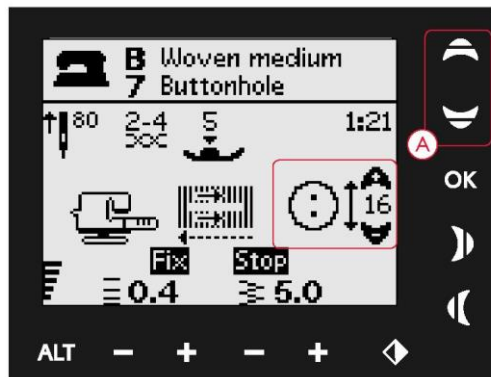 B Woven medium
7 Buttonhole
80 2-4 5 1:21
A
OK
16
Fix Stop
0.4 5.0
ALT − + − +